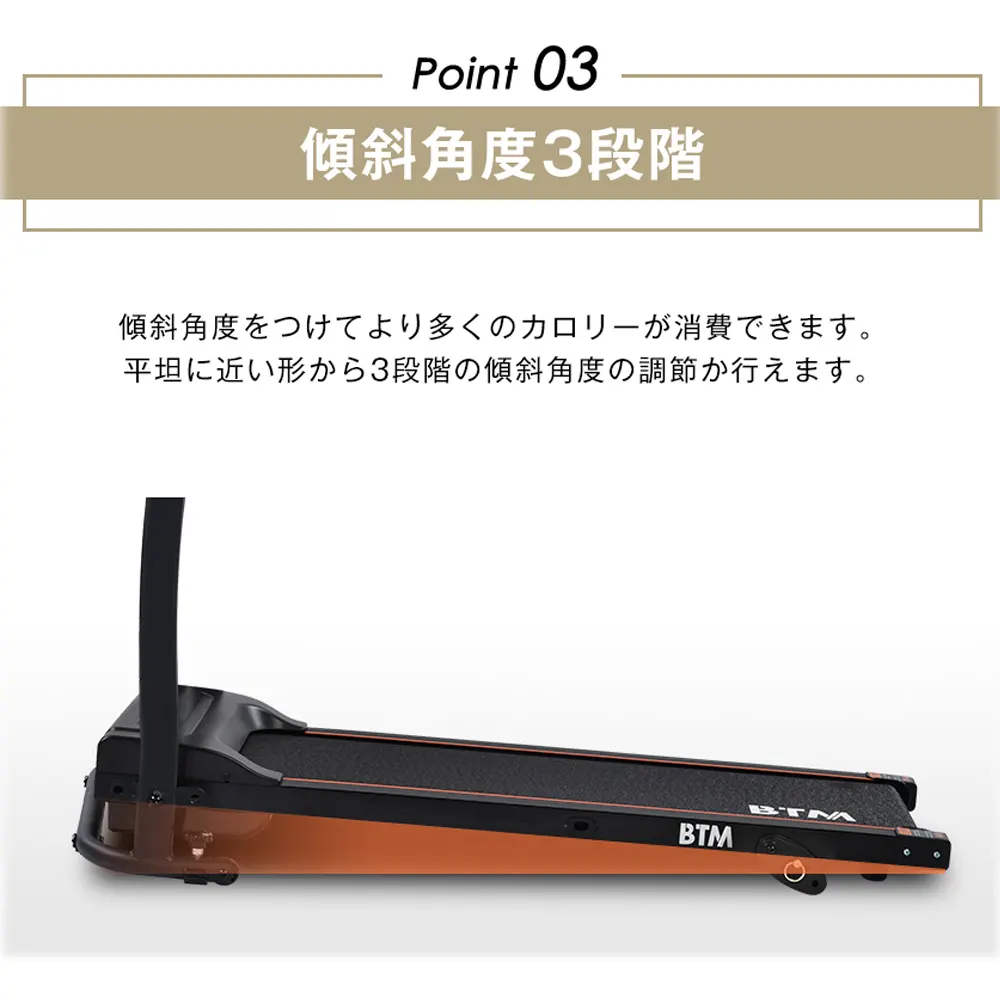 Point 03
傾斜角度3段階
傾斜角度をつけてより多くのカロリーが消費できます。
平坦に近い形から3段階の傾斜角度の調節か行えます。
BTM
BTM